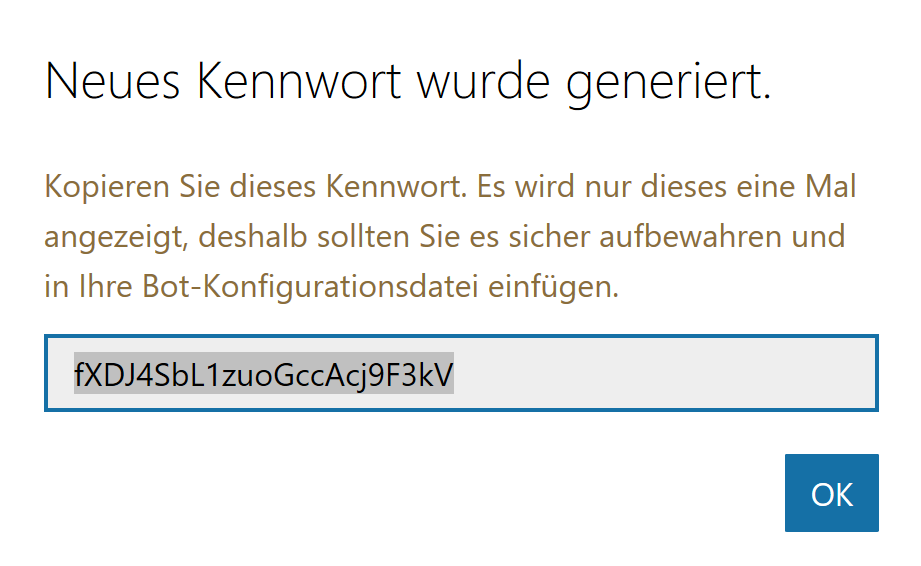 Neues Kennwort wurde generiert.
Kopieren Sie dieses Kennwort. Es wird nur dieses eine Mal
angezeigt, deshalb sollten Sie es sicher aufbewahren und
in Ihre Bot-Konfigurationsdatei einfügen.
fXDJ4SbL1zuoGccAcj9F3kV
OK